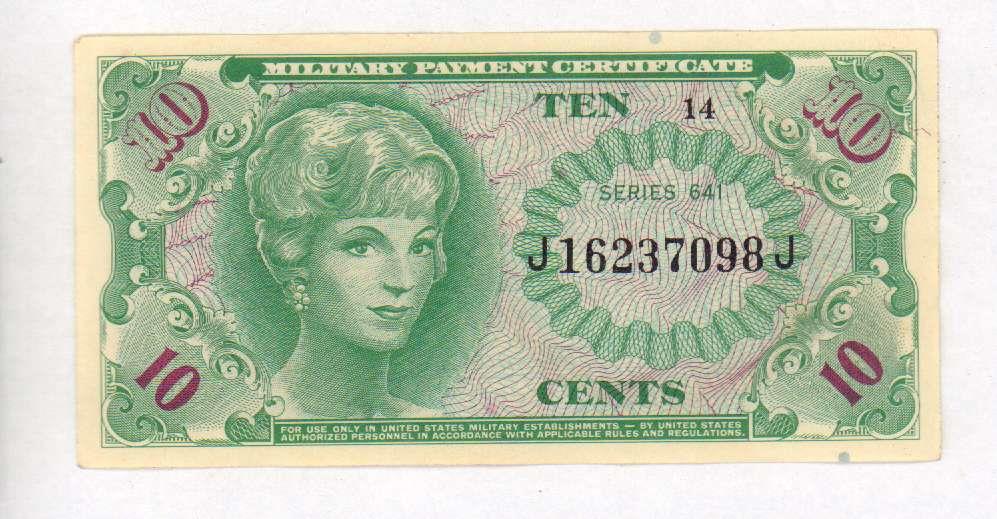 MILITARY PAYMENT CERTIFICATE
10 TEN 14 10
SERIES 641
J16237098J
10 CENTS 10
FOR USE ONLY IN UNITED STATES MILITARY ESTABLISHMENTS — BY UNITED STATES
AUTHORIZED PERSONNEL IN ACCORDANCE WITH APPLICABLE RULES AND REGULATIONS.